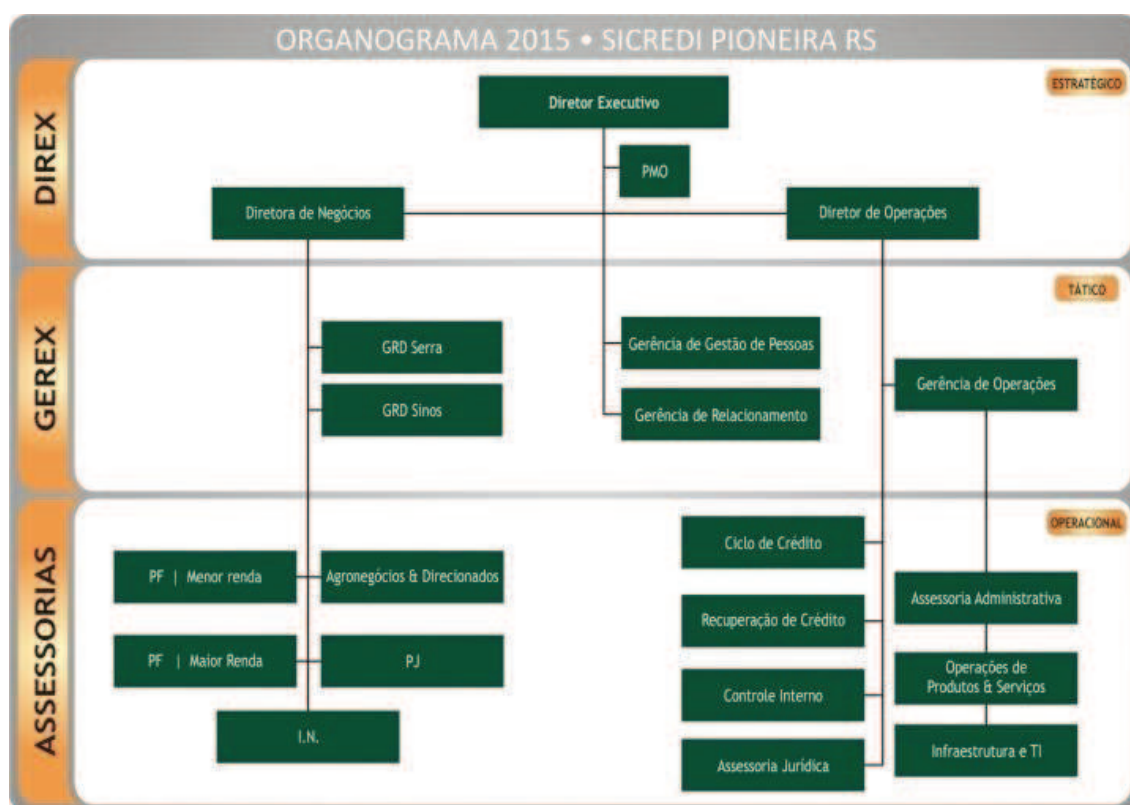 ORGANOGRAMA 2015 • SICREDI PIONEIRA RS
DIREX
ESTRATÉGICO
Diretor Executivo
PMO
Diretora de Negócios
Diretor de Operações
GEREX
TÁTICO
GRD Serra
Gerência de Gestão de Pessoas
Gerência de Operações
GRD Sinos
Gerência de Relacionamento
ASSESSORIAS
OPERACIONAL
Ciclo de Crédito
PF | Menor renda
Agronegócios & Direcionados
Assessoria Administrativa
Recuperação de Crédito
PF | Maior Renda
PJ
Operações de
Produtos & Serviços
Controle Interno
I.N.
Infraestrutura e TI
Assessoria Jurídica